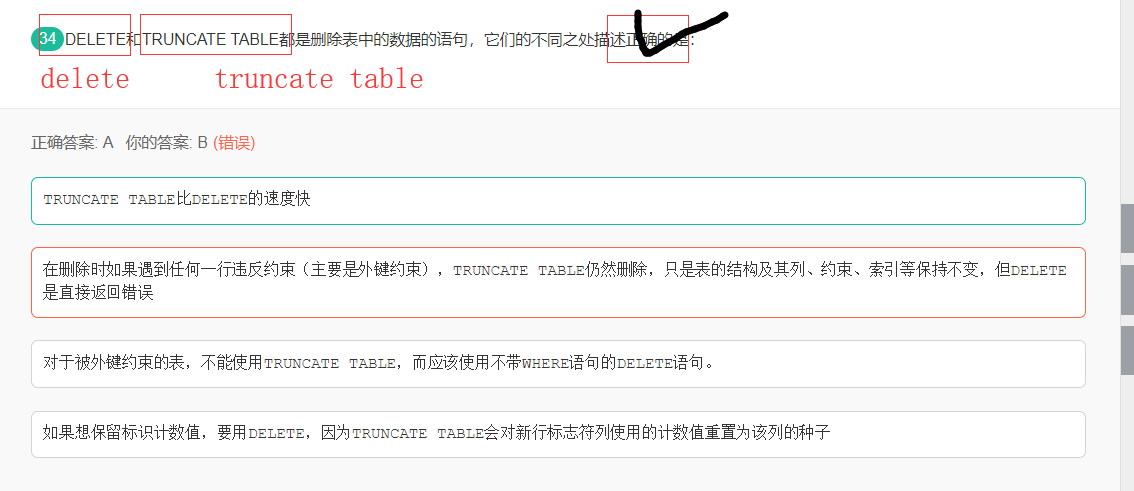 34 DELETE和TRUNCATE TABLE都是删除表中的数据的语句，它们的不同之处描述正确的是：
delete truncate table
正确答案: A 你的答案: B (错误)
TRUNCATE TABLE比DELETE的速度快
在删除时如果遇到任何一行违反约束（主要是外键约束），TRUNCATE TABLE仍然删除，只是表的结构及其列、约束、索引等保持不变，但DELETE
是直接返回错误
对于被外键约束的表，不能使用TRUNCATE TABLE，而应该使用不带WHERE语句的DELETE语句。
如果想保留标识计数值，要用DELETE，因为TRUNCATE TABLE会对新行标志符列使用的计数值重置为该列的种子